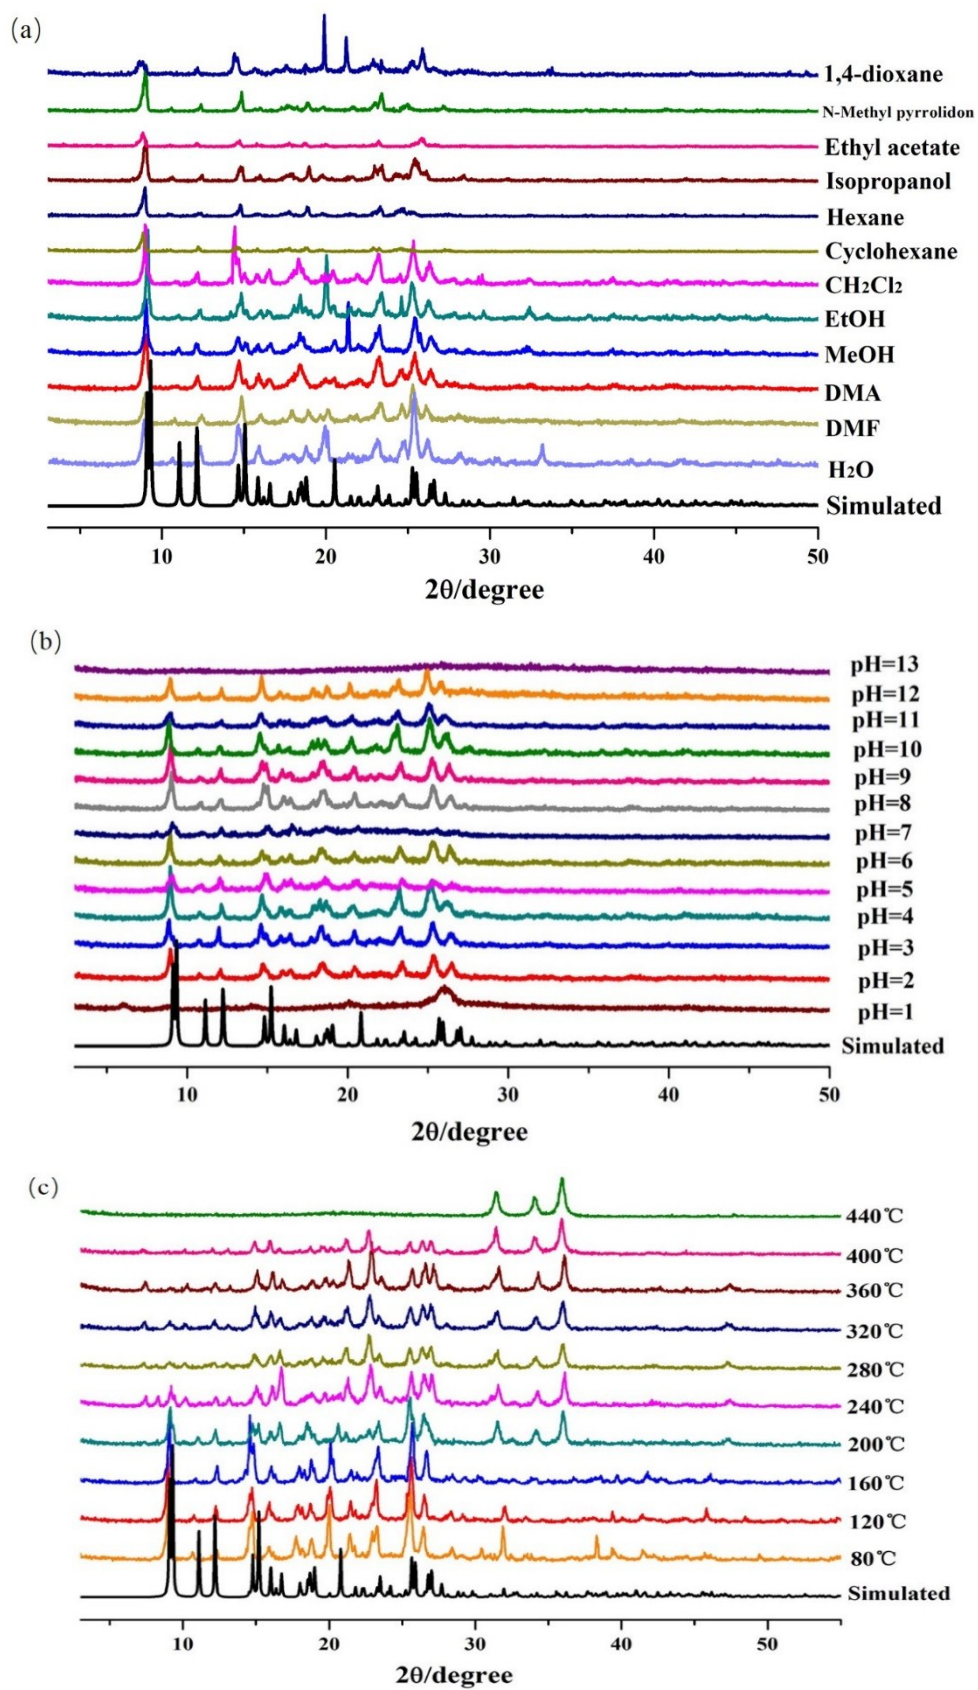 (a)
1,4-dioxane
N-Methyl pyrrolidon
Ethyl acetate
Isopropanol
Hexane
Cyclohexane
CH2Cl2
EtOH
MeOH
DMA
DMF
H2O
Simulated
10 20 30 40 50
2θ/degree
(b)
pH=13
pH=12
pH=11
pH=10
pH=9
pH=8
pH=7
pH=6
pH=5
pH=4
pH=3
pH=2
pH=1
Simulated
10 20 30 40 50
2θ/degree
(c)
440℃
400℃
360℃
320℃
280℃
240℃
200℃
160℃
120℃
80℃
Simulated
10 20 30 40 50
2θ/degree